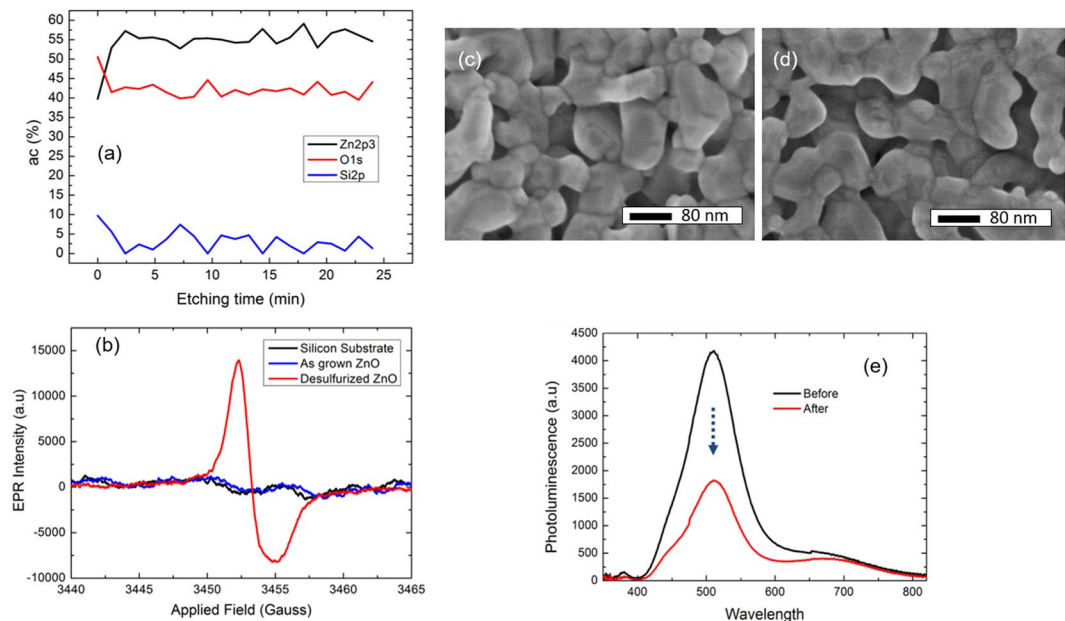 60
55
50
45
40
35
30
25
20
15
10
5
0
ac (%)
(a)
Zn2p3
O1s
Si2p
0 5 10 15 20 25
Etching time (min)
(c)
80 nm
(d)
80 nm
15000
10000
5000
0
-5000
-10000
EPR Intensity (a.u)
(b)
Silicon Substrate
As grown ZnO
Desulfurized ZnO
3440 3445 3450 3455 3460 3465
Applied Field (Gauss)
4500
4000
3500
3000
2500
2000
1500
1000
500
0
Photoluminescence (a.u)
(e)
Before
After
400 500 600 700 800
Wavelength